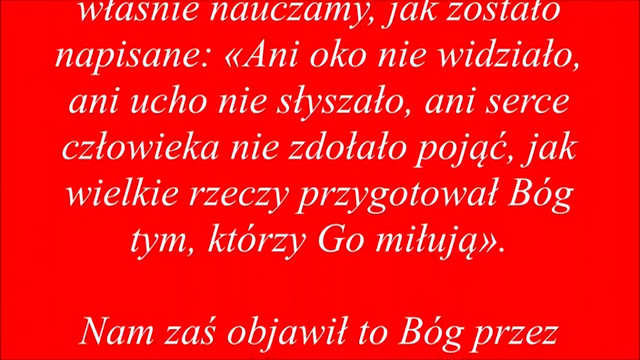 właśnie nauczamy, jak zostało
napisane: «Ani oko nie widziało,
ani ucho nie słyszało, ani serce
człowieka nie zdołało pojąć, jak
wielkie rzeczy przygotował Bóg
tym, którzy Go miłują».
Nam zaś objawił to Bóg przez